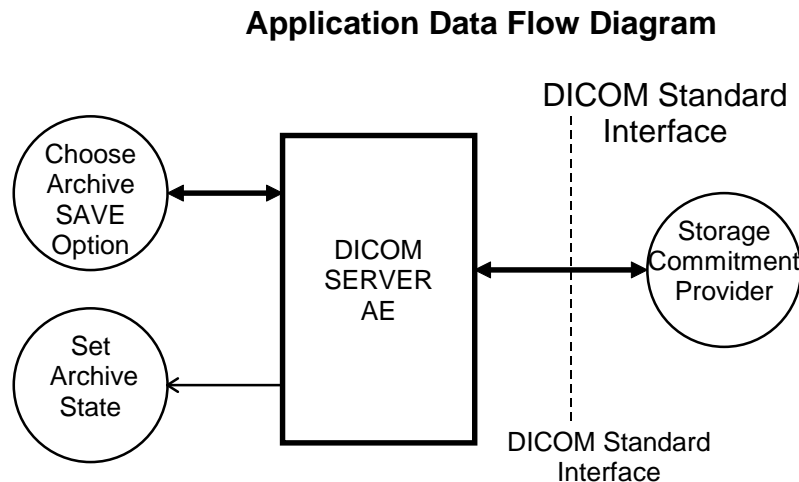 Application Data Flow Diagram
DICOM Standard
Interface
Choose
Archive
SAVE
Option
DICOM
SERVER
AE
Storage
Commitment
Provider
Set
Archive
State
DICOM Standard
Interface